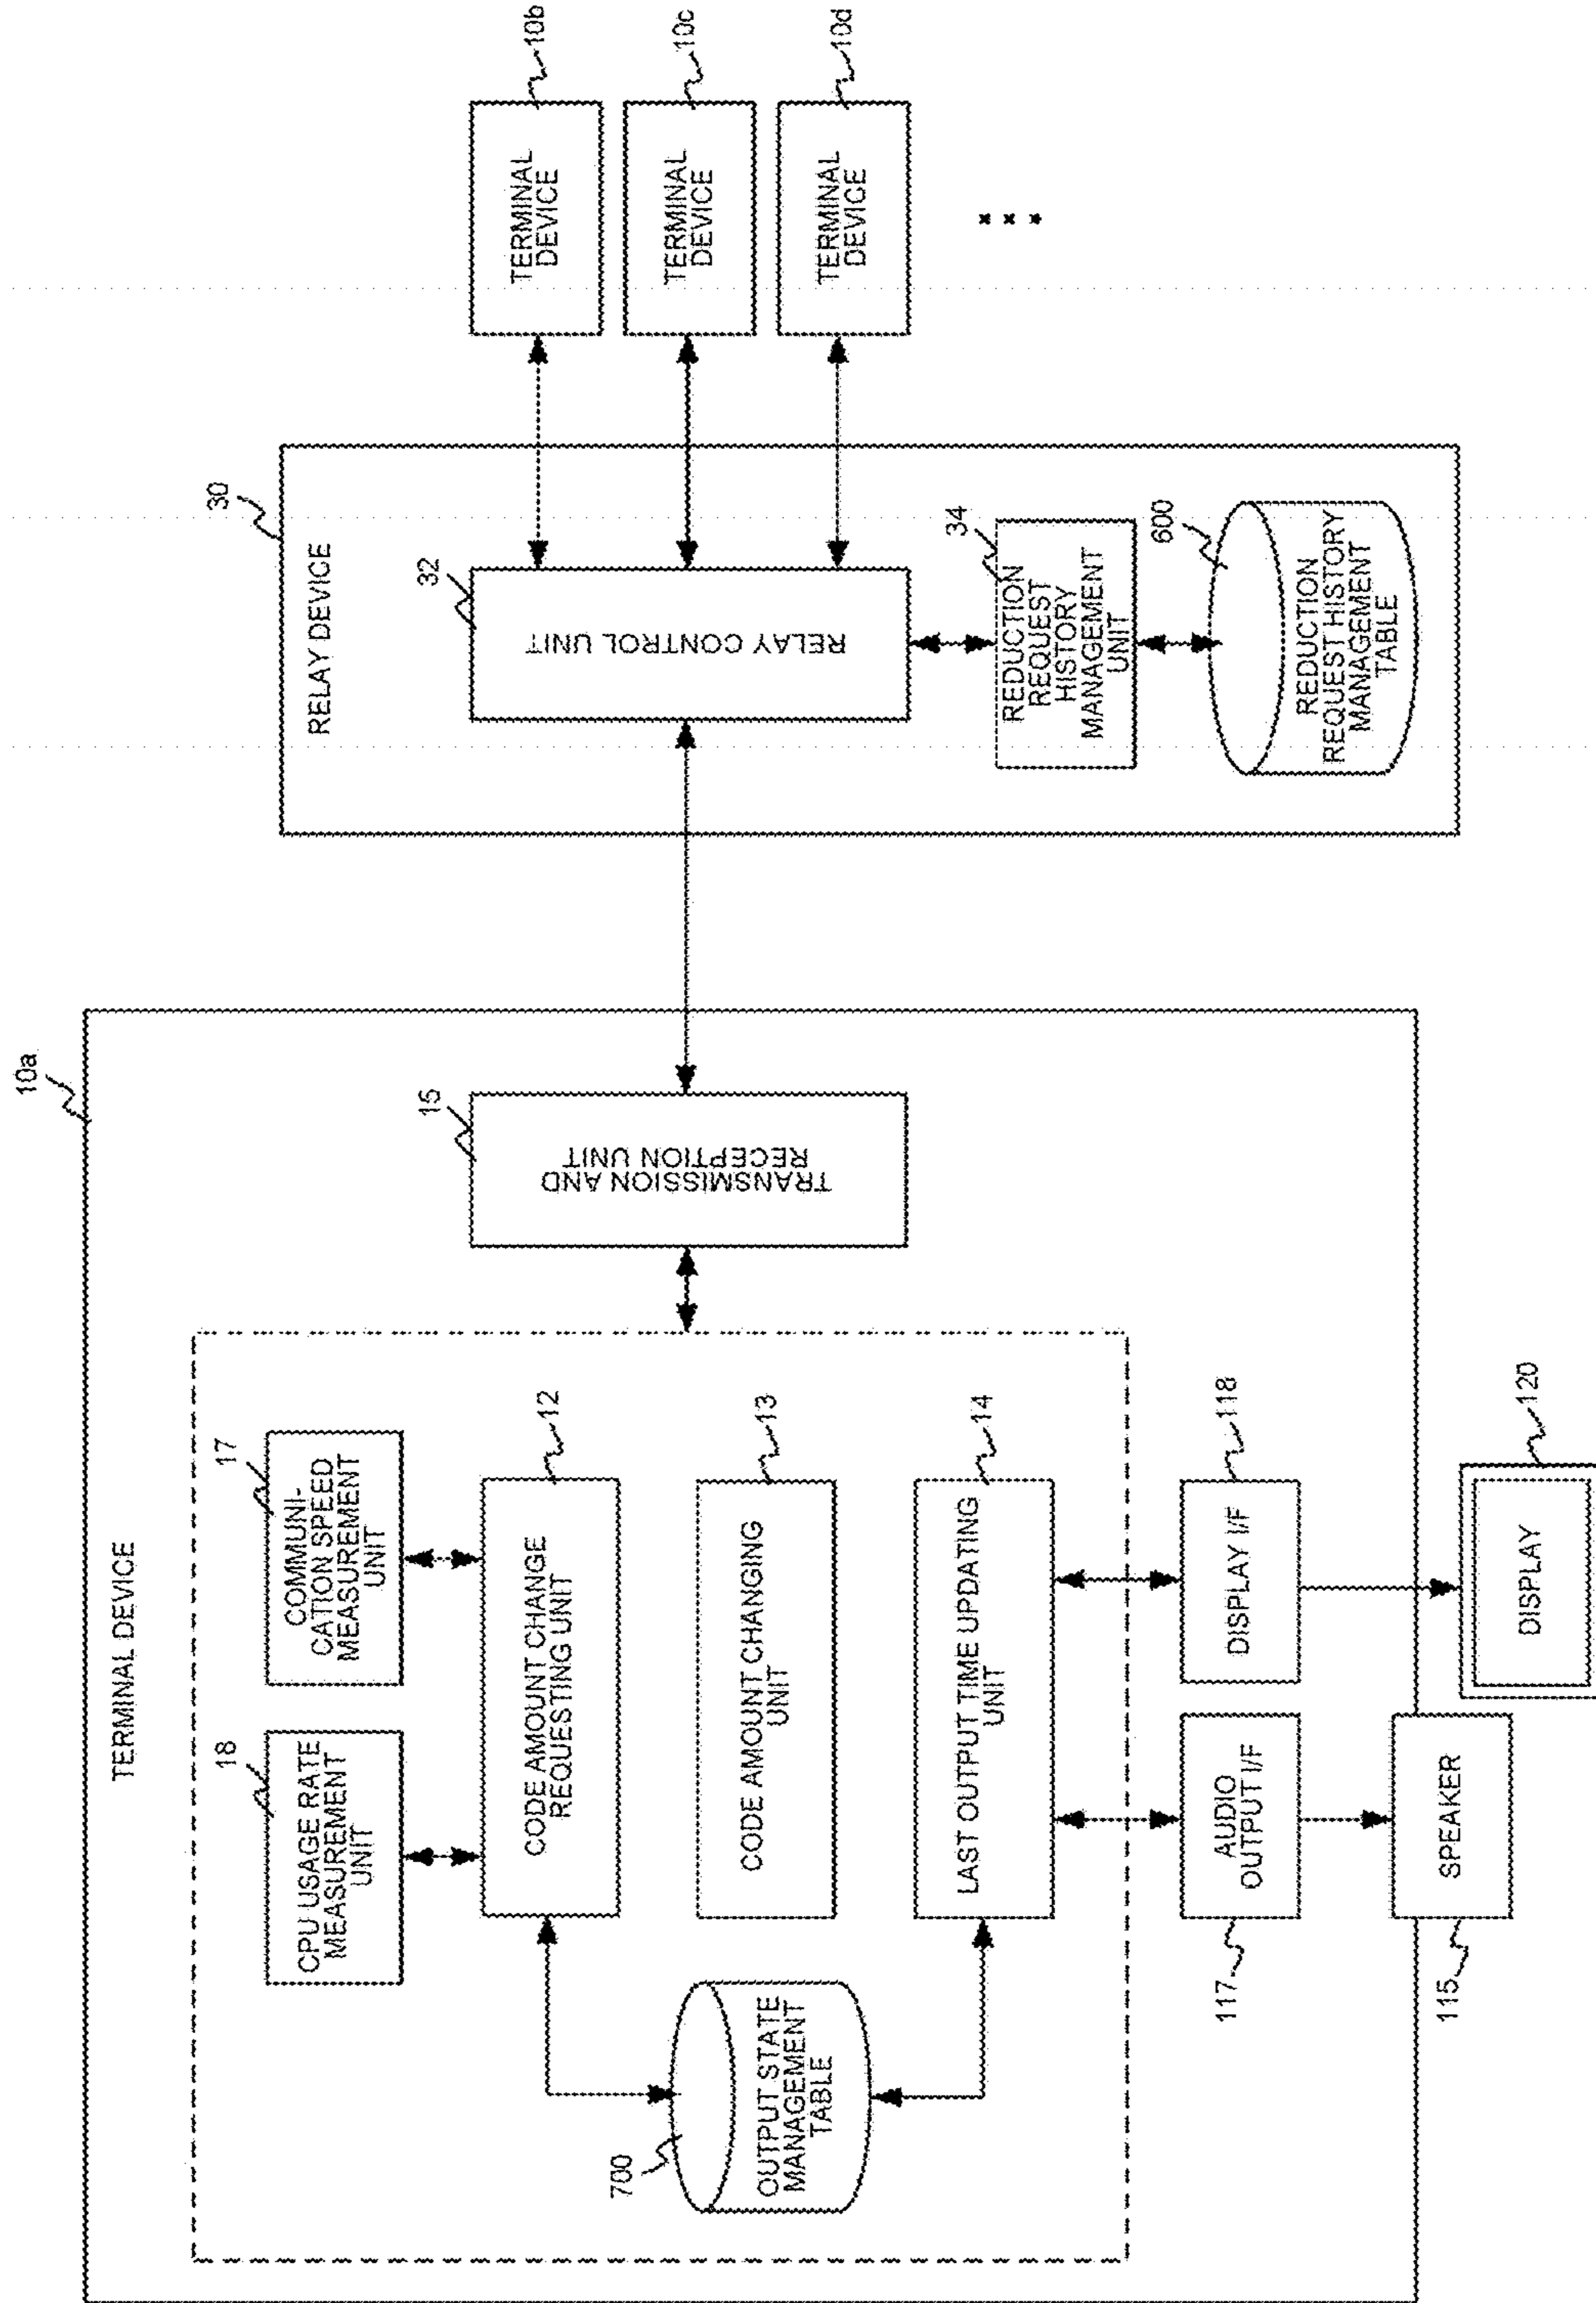 10a
TERMINAL DEVICE
18
CPU USAGE RATE
MEASUREMENT
UNIT
17
COMMUNI-
CATION SPEED
MEASUREMENT
UNIT
CODE AMOUNT CHANGE
REQUESTING UNIT
12
700
OUTPUT STATE
MANAGEMENT
TABLE
CODE AMOUNT CHANGING
UNIT
13
LAST OUTPUT TIME UPDATING
UNIT
14
15
TRANSMISSION AND
RECEPTION UNIT
117
AUDIO
OUTPUT I/F
DISPLAY I/F
118
115
SPEAKER
DISPLAY
120
30
RELAY DEVICE
32
RELAY CONTROL UNIT
34
REDUCTION
REQUEST
HISTORY
MANAGEMENT
UNIT
600
REDUCTION
REQUEST HISTORY
MANAGEMENT
TABLE
TERMINAL
DEVICE
10b
TERMINAL
DEVICE
10c
TERMINAL
DEVICE
10d